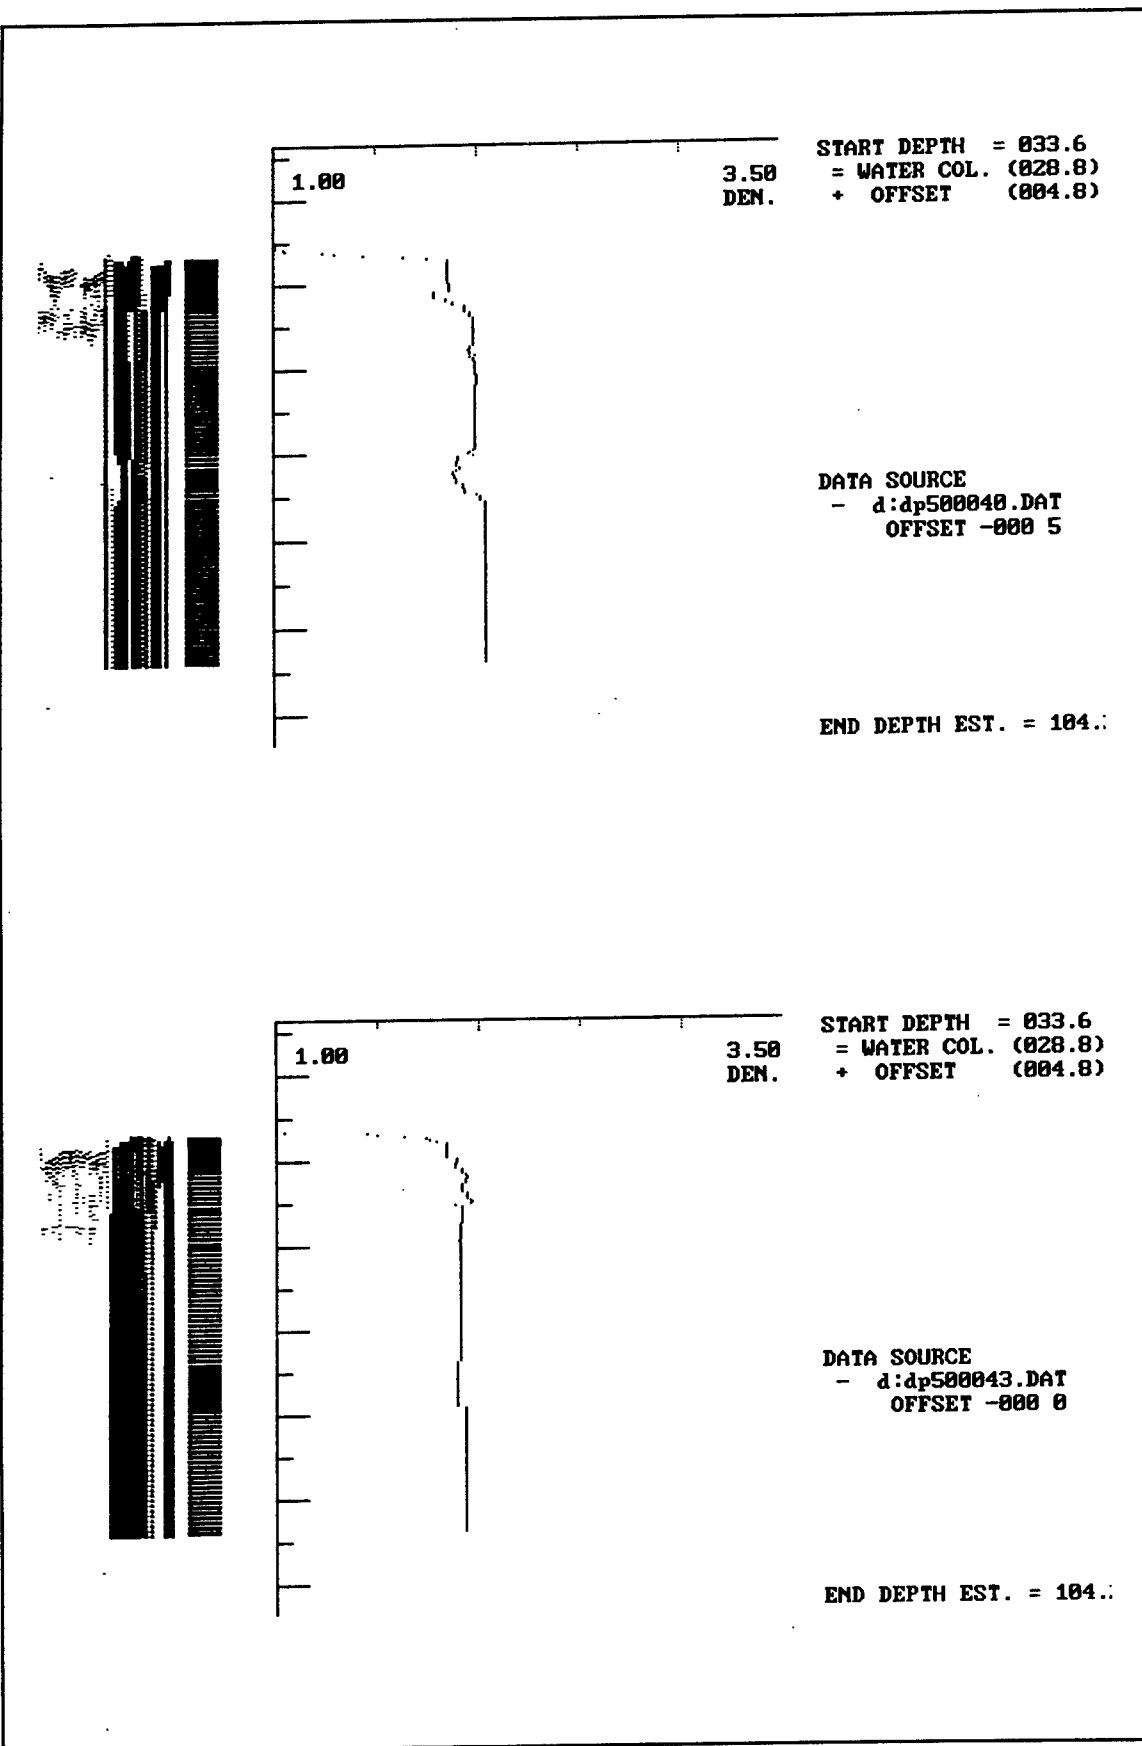 START DEPTH = 033.6
1.00 3.50 = WATER COL. (028.8)
DEN. + OFFSET (004.8)
DATA SOURCE
- d:dp500040.DAT
OFFSET -000 5
END DEPTH EST. = 104.
START DEPTH = 033.6
1.00 3.50 = WATER COL. (028.8)
DEN. + OFFSET (004.8)
DATA SOURCE
- d:dp500043.DAT
OFFSET -000 0
END DEPTH EST. = 104.